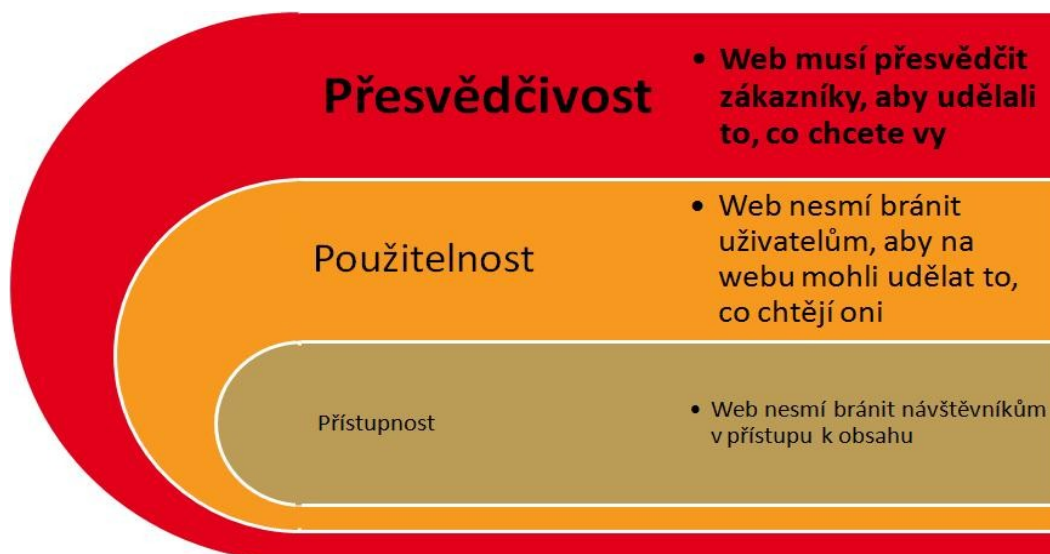 Přesvědčivost
• Web musí přesvědčit
zákazníky, aby udělali
to, co chcete vy
Použitelnost
• Web nesmí bránit
uživatelům, aby na
webu mohli udělat to,
co chtějí oni
Přístupnost
• Web nesmí bránit návštěvníkům
v přístupu k obsahu